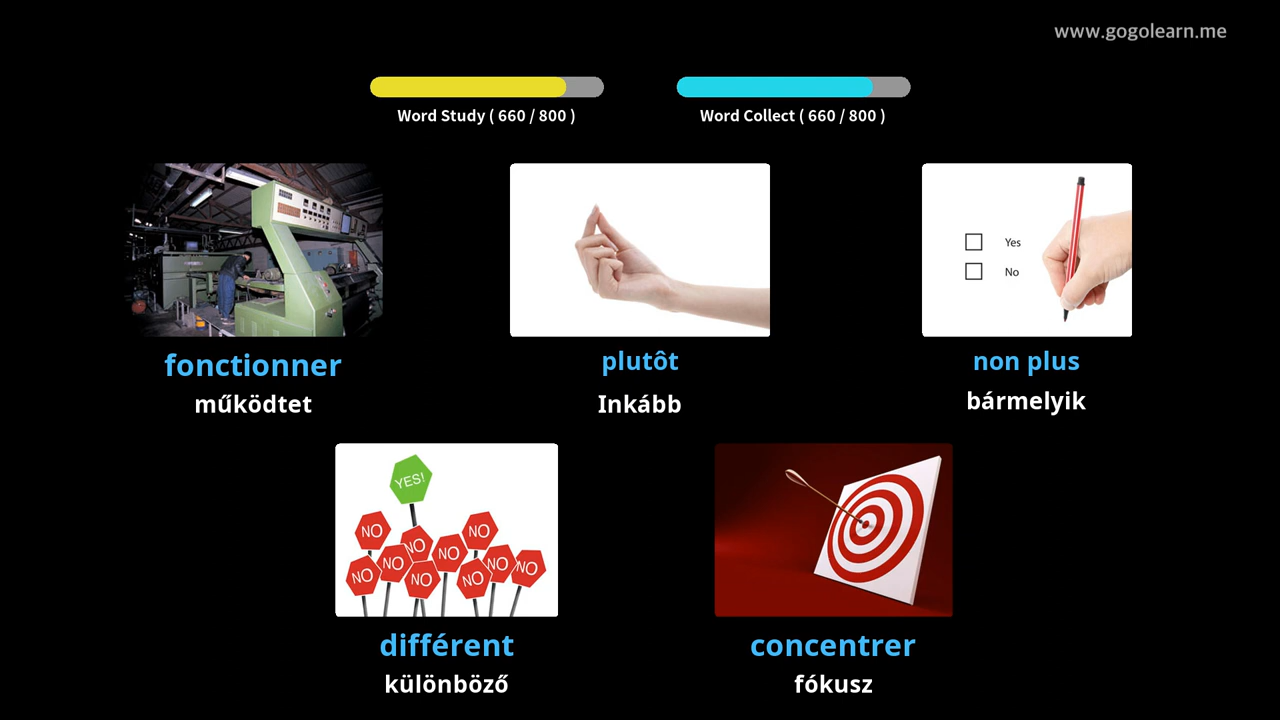 www.gogolearn.me
Word Study ( 660 / 800 )
Word Collect ( 660 / 800 )
Yes
No
fonctionner
működtet
plutôt
Inkább
non plus
bármelyik
YES!
NO
NO
NO
NO
NO
NO
NO
NO
NO
NO
différent
különböző
concentrer
fókusz